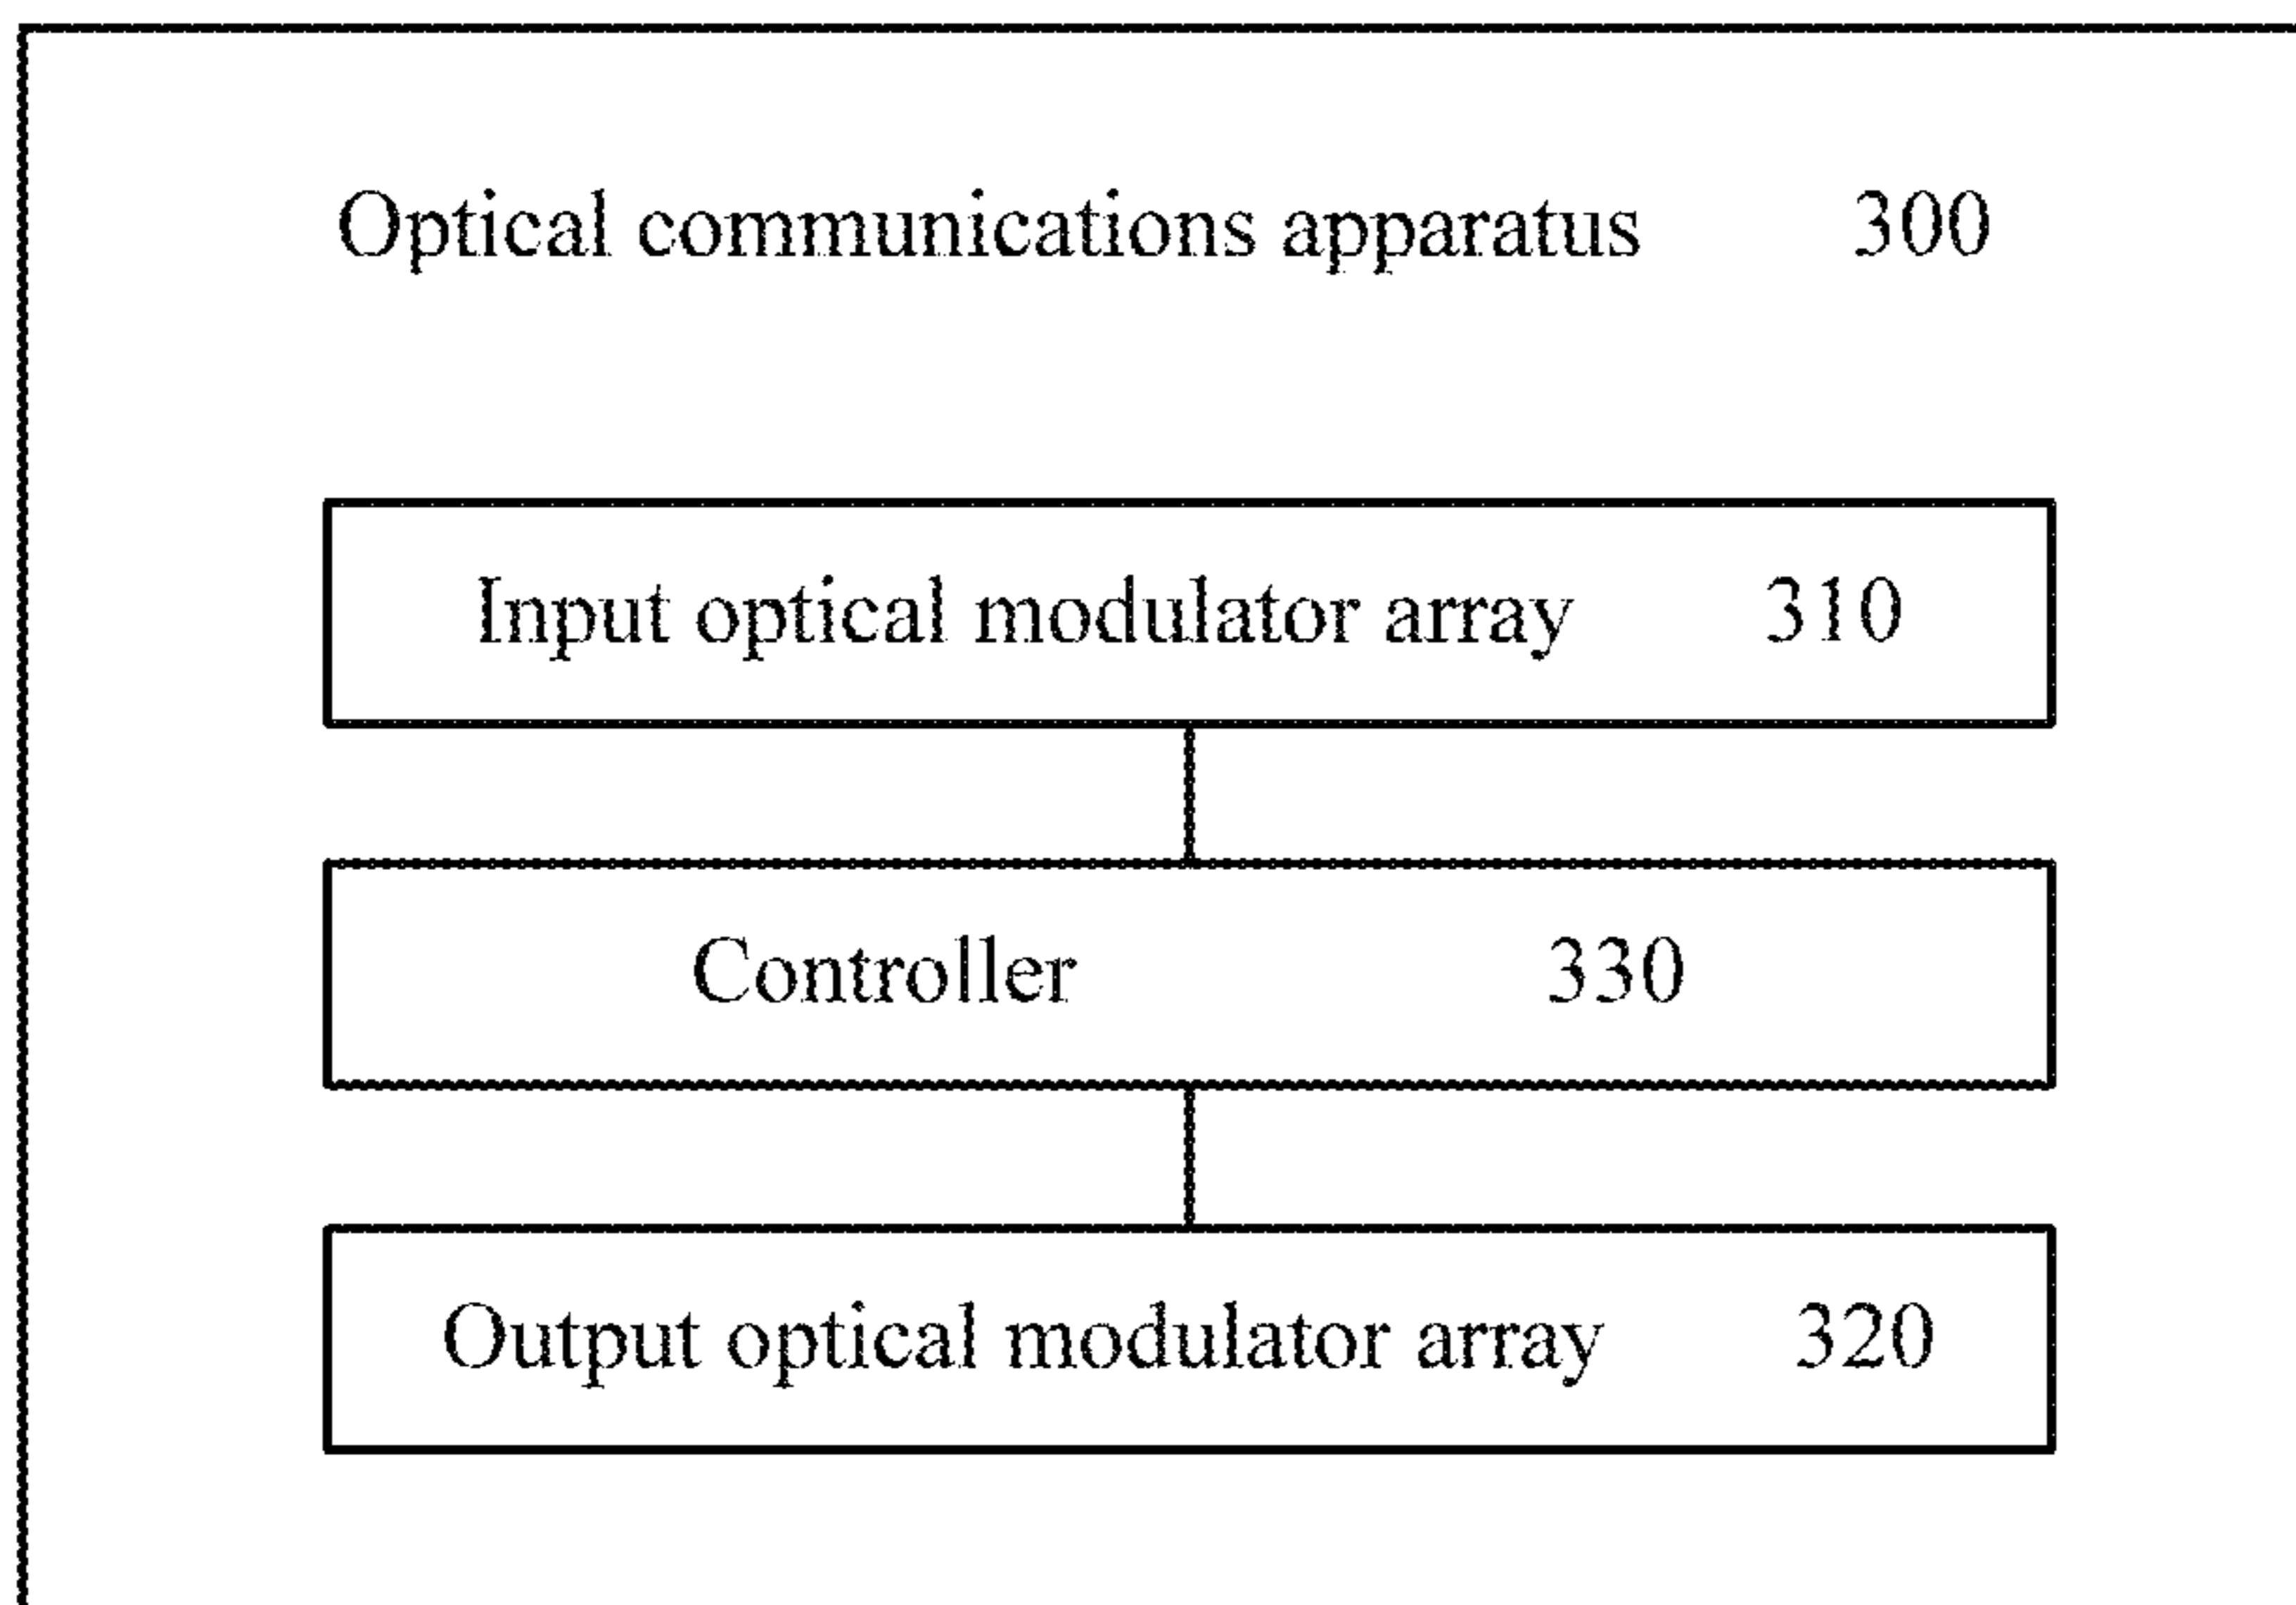 Optical communications apparatus 300
Input optical modulator array 310
Controller 330
Output optical modulator array 320